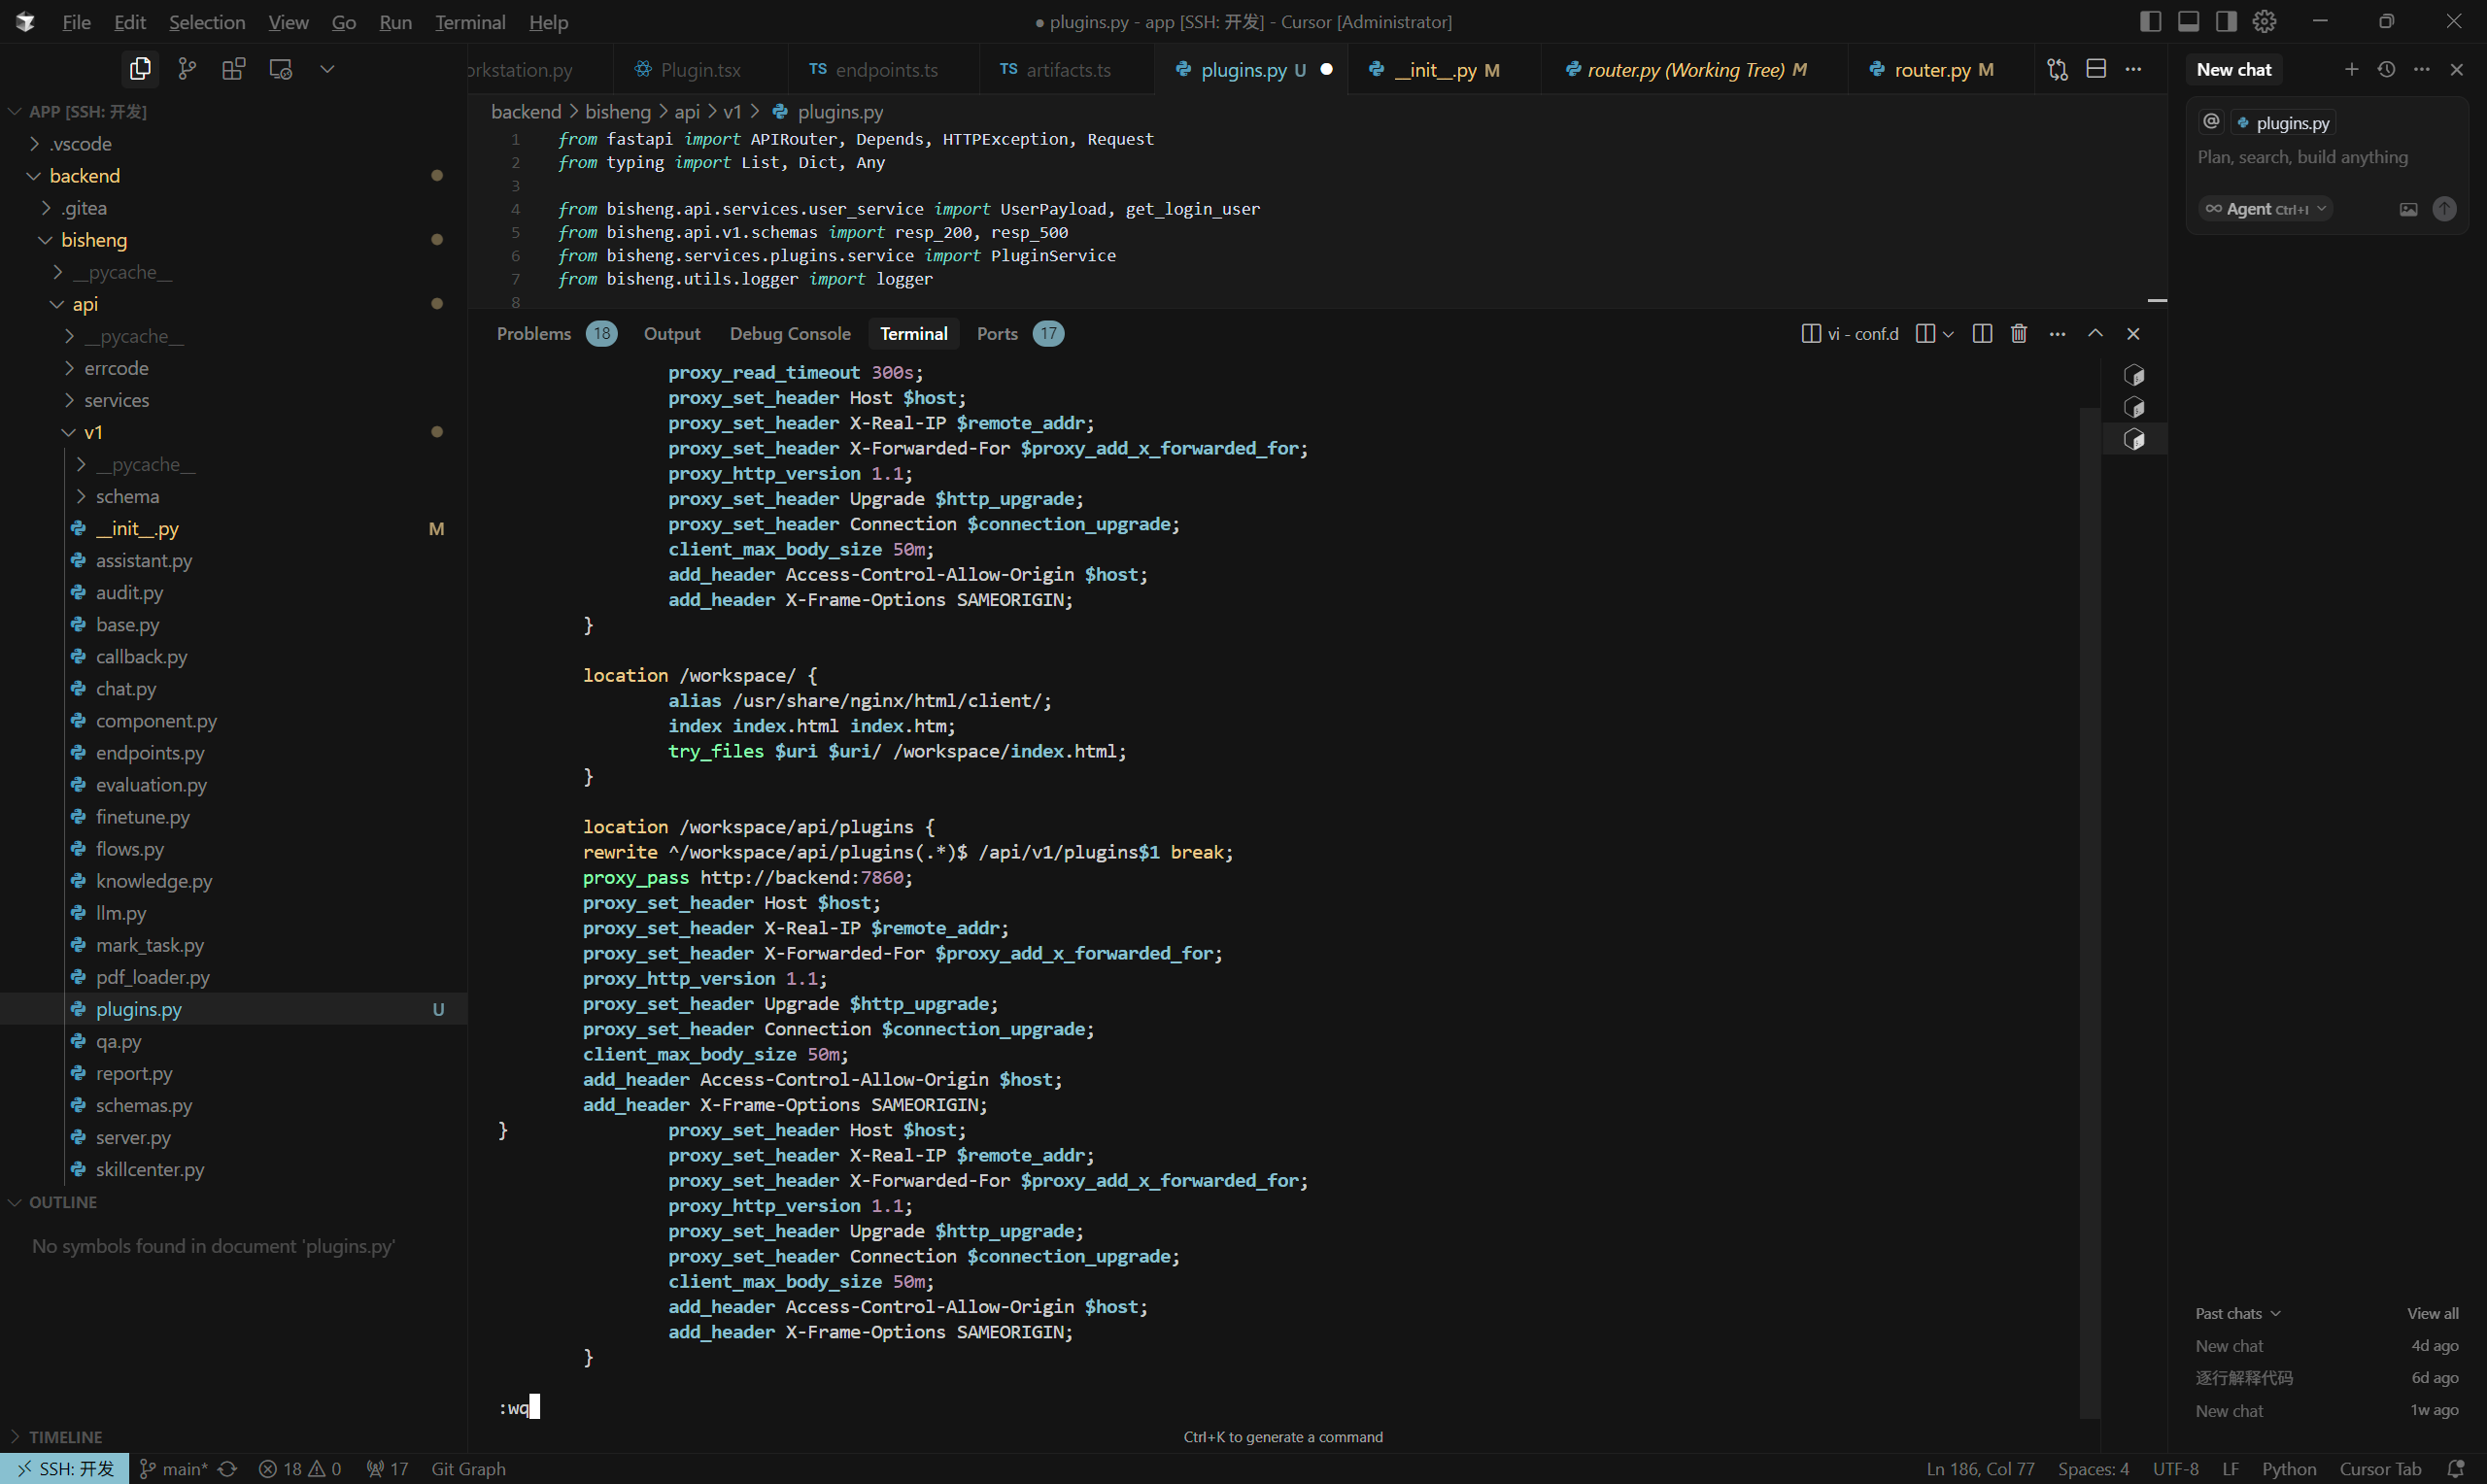 File Edit Selection View Go Run Terminal Help
● plugins.py - app [SSH: 开发] - Cursor [Administrator]
orkstation.py
Plugin.tsx
TS endpoints.ts
TS artifacts.ts
plugins.py U
__init__.py M
router.py (Working Tree) M
router.py M
APP [SSH: 开发]
.vscode
backend
.gitea
bisheng
__pycache__
api
__pycache__
errcode
services
v1
__pycache__
schema
__init__.py M
assistant.py
audit.py
base.py
callback.py
chat.py
component.py
endpoints.py
evaluation.py
finetune.py
flows.py
knowledge.py
llm.py
mark_task.py
pdf_loader.py
plugins.py U
qa.py
report.py
schemas.py
server.py
skillcenter.py
OUTLINE
No symbols found in document 'plugins.py'
TIMELINE
backend > bisheng > api > v1 > plugins.py
1 from fastapi import APIRouter, Depends, HTTPException, Request
2 from typing import List, Dict, Any
3
4 from bisheng.api.services.user_service import UserPayload, get_login_user
5 from bisheng.api.v1.schemas import resp_200, resp_500
6 from bisheng.services.plugins.service import PluginService
7 from bisheng.utils.logger import logger
8
Problems 18 Output Debug Console Terminal Ports 17
vi - conf.d
proxy_read_timeout 300s;
proxy_set_header Host $host;
proxy_set_header X-Real-IP $remote_addr;
proxy_set_header X-Forwarded-For $proxy_add_x_forwarded_for;
proxy_http_version 1.1;
proxy_set_header Upgrade $http_upgrade;
proxy_set_header Connection $connection_upgrade;
client_max_body_size 50m;
add_header Access-Control-Allow-Origin $host;
add_header X-Frame-Options SAMEORIGIN;
}
location /workspace/ {
alias /usr/share/nginx/html/client/;
index index.html index.htm;
try_files $uri $uri/ /workspace/index.html;
}
location /workspace/api/plugins {
rewrite ^/workspace/api/plugins(.*)$ /api/v1/plugins$1 break;
proxy_pass http://backend:7860;
proxy_set_header Host $host;
proxy_set_header X-Real-IP $remote_addr;
proxy_set_header X-Forwarded-For $proxy_add_x_forwarded_for;
proxy_http_version 1.1;
proxy_set_header Upgrade $http_upgrade;
proxy_set_header Connection $connection_upgrade;
client_max_body_size 50m;
add_header Access-Control-Allow-Origin $host;
add_header X-Frame-Options SAMEORIGIN;
} proxy_set_header Host $host;
proxy_set_header X-Real-IP $remote_addr;
proxy_set_header X-Forwarded-For $proxy_add_x_forwarded_for;
proxy_http_version 1.1;
proxy_set_header Upgrade $http_upgrade;
proxy_set_header Connection $connection_upgrade;
client_max_body_size 50m;
add_header Access-Control-Allow-Origin $host;
add_header X-Frame-Options SAMEORIGIN;
}
:wq
Ctrl+K to generate a command
New chat
@ plugins.py
Plan, search, build anything
∞ Agent Ctrl+I
Past chats View all
New chat 4d ago
逐行解释代码 6d ago
New chat 1w ago
SSH: 开发 main* 18 0 17 Git Graph
Ln 186, Col 77 Spaces: 4 UTF-8 LF Python Cursor Tab